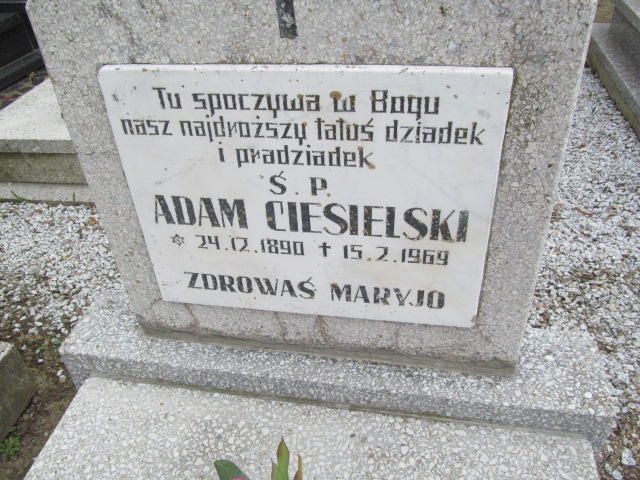 Tu spoczywa w Bogu
nasz najdroższy tatuś dziadek
i pradziadek
Ś. P.
ADAM CIESIELSKI
* 24.12.1890 + 15.2.1969
ZDROWAŚ MARYJO